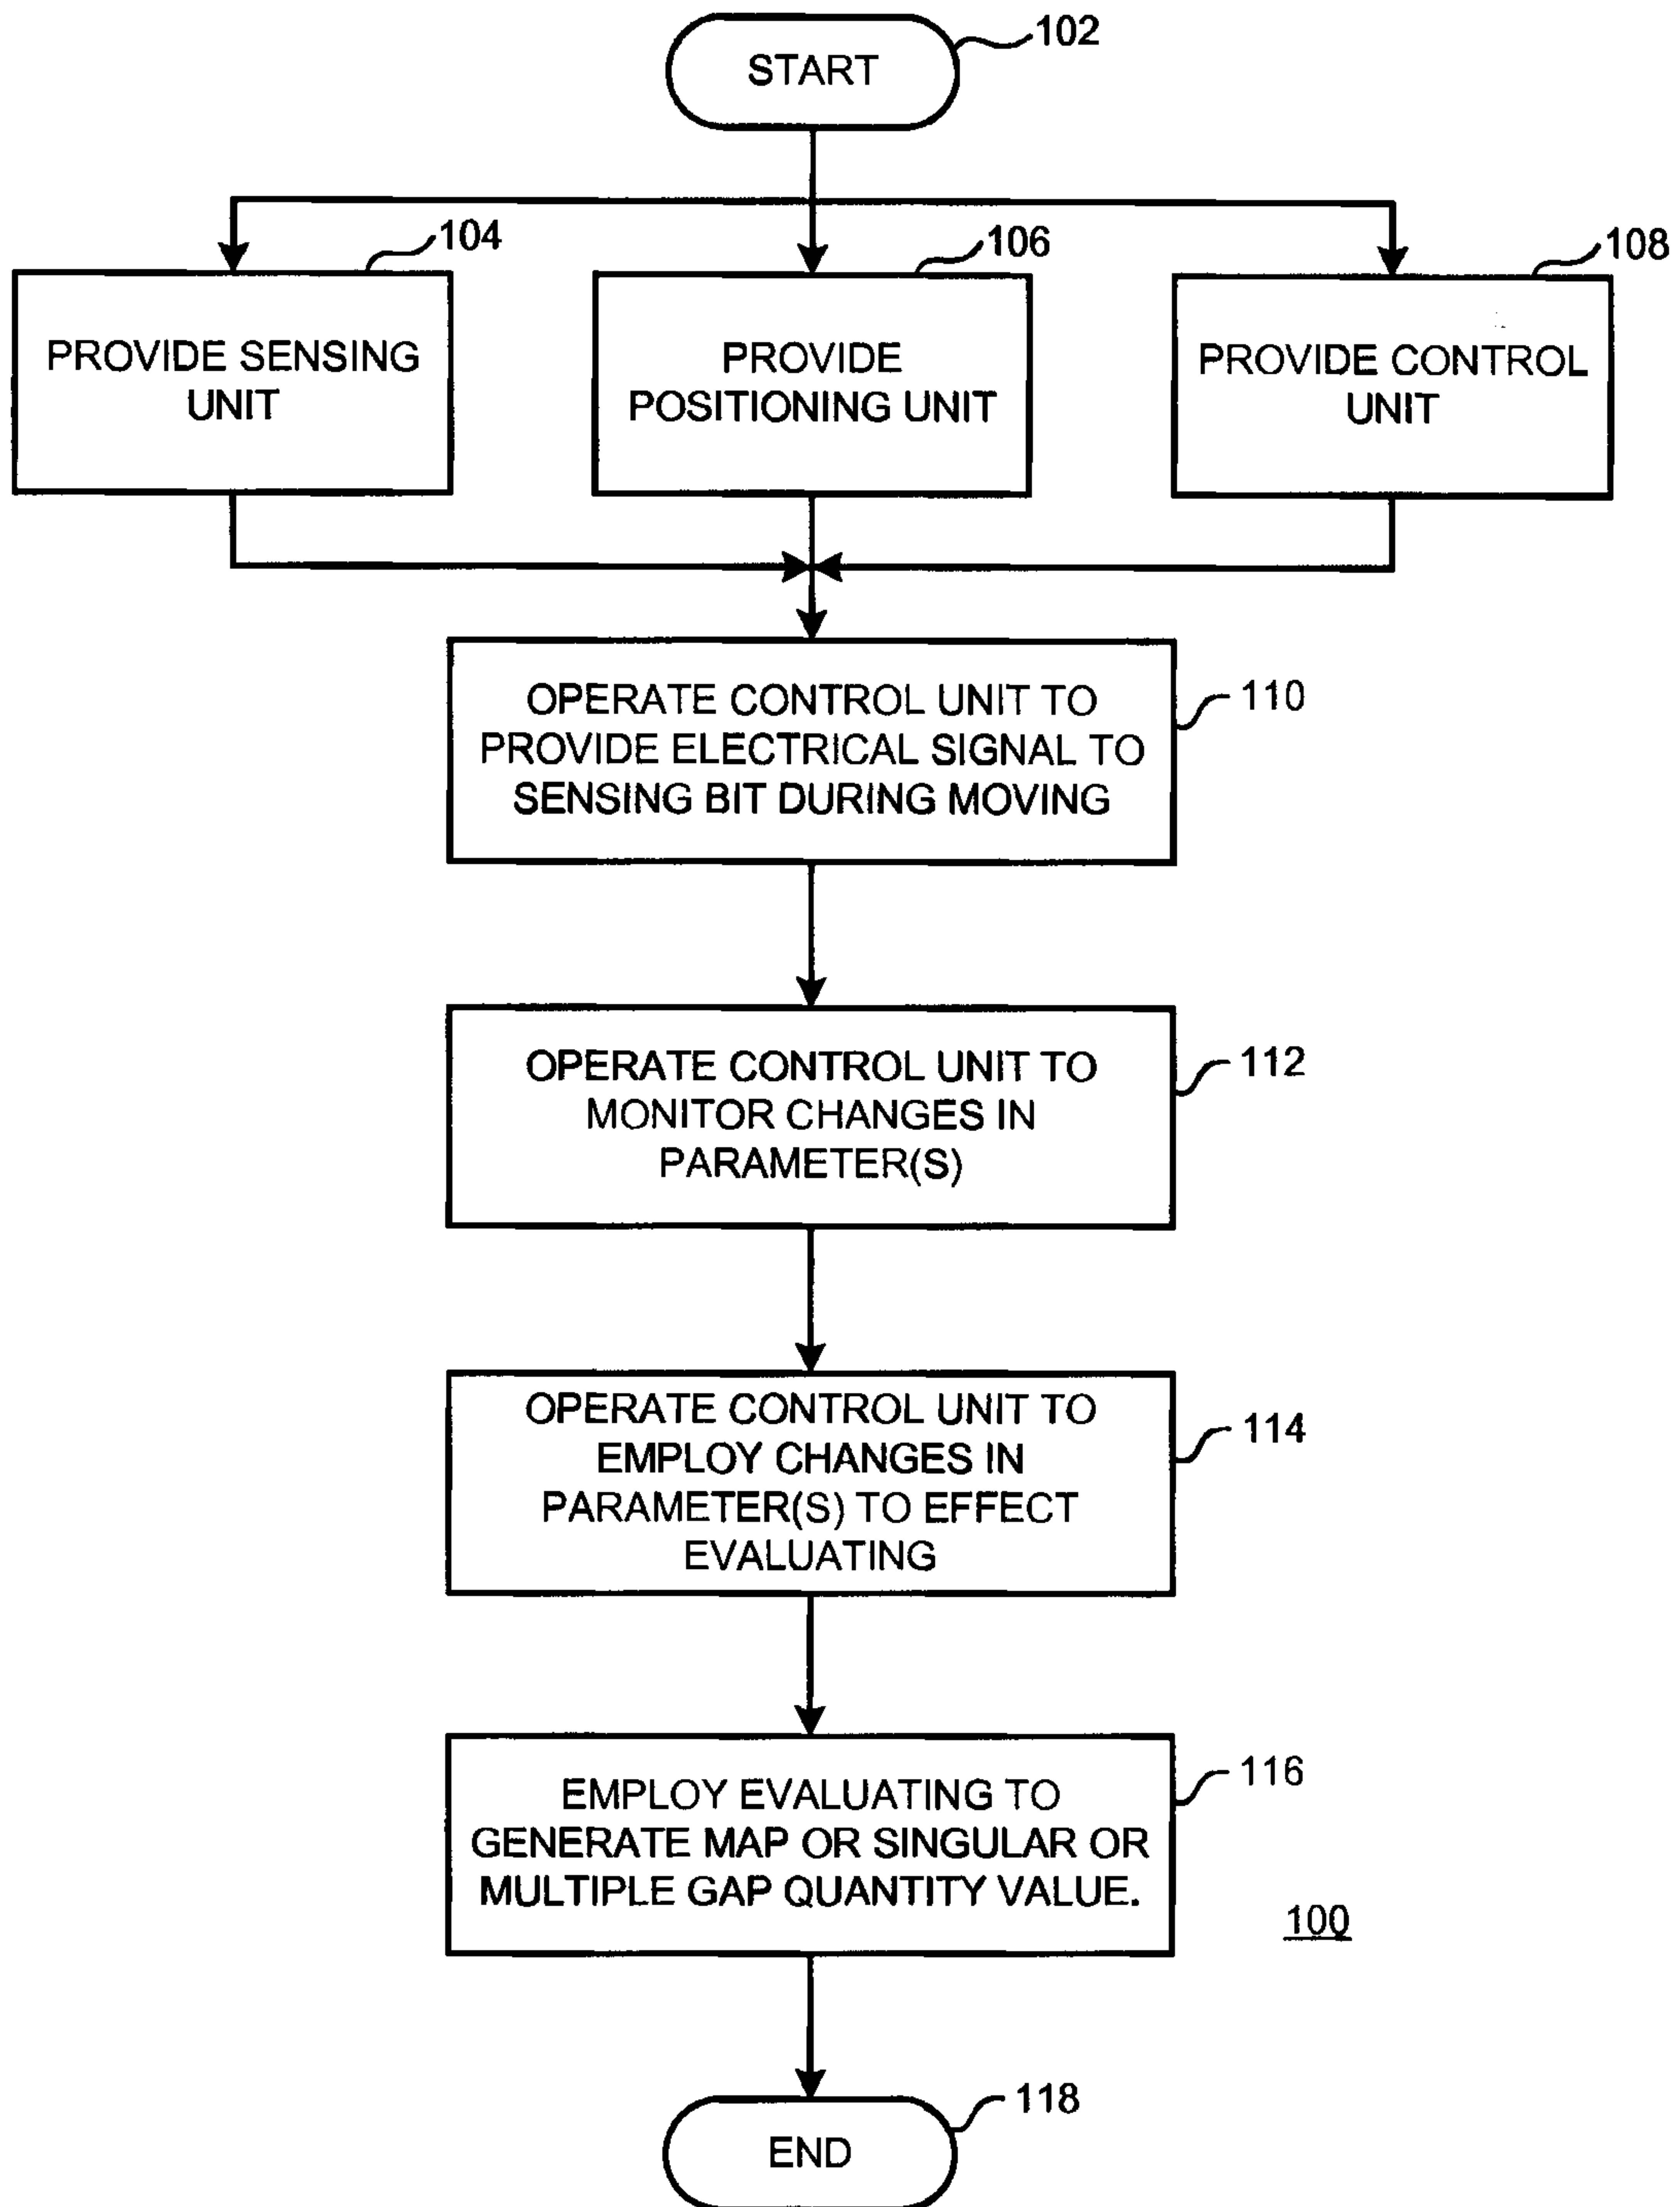 102
START
104
106
108
PROVIDE SENSING
UNIT
PROVIDE
POSITIONING UNIT
PROVIDE CONTROL
UNIT
110
OPERATE CONTROL UNIT TO
PROVIDE ELECTRICAL SIGNAL TO
SENSING BIT DURING MOVING
112
OPERATE CONTROL UNIT TO
MONITOR CHANGES IN
PARAMETER(S)
114
OPERATE CONTROL UNIT TO
EMPLOY CHANGES IN
PARAMETER(S) TO EFFECT
EVALUATING
116
EMPLOY EVALUATING TO
GENERATE MAP OR SINGULAR OR
MULTIPLE GAP QUANTITY VALUE.
100
118
END